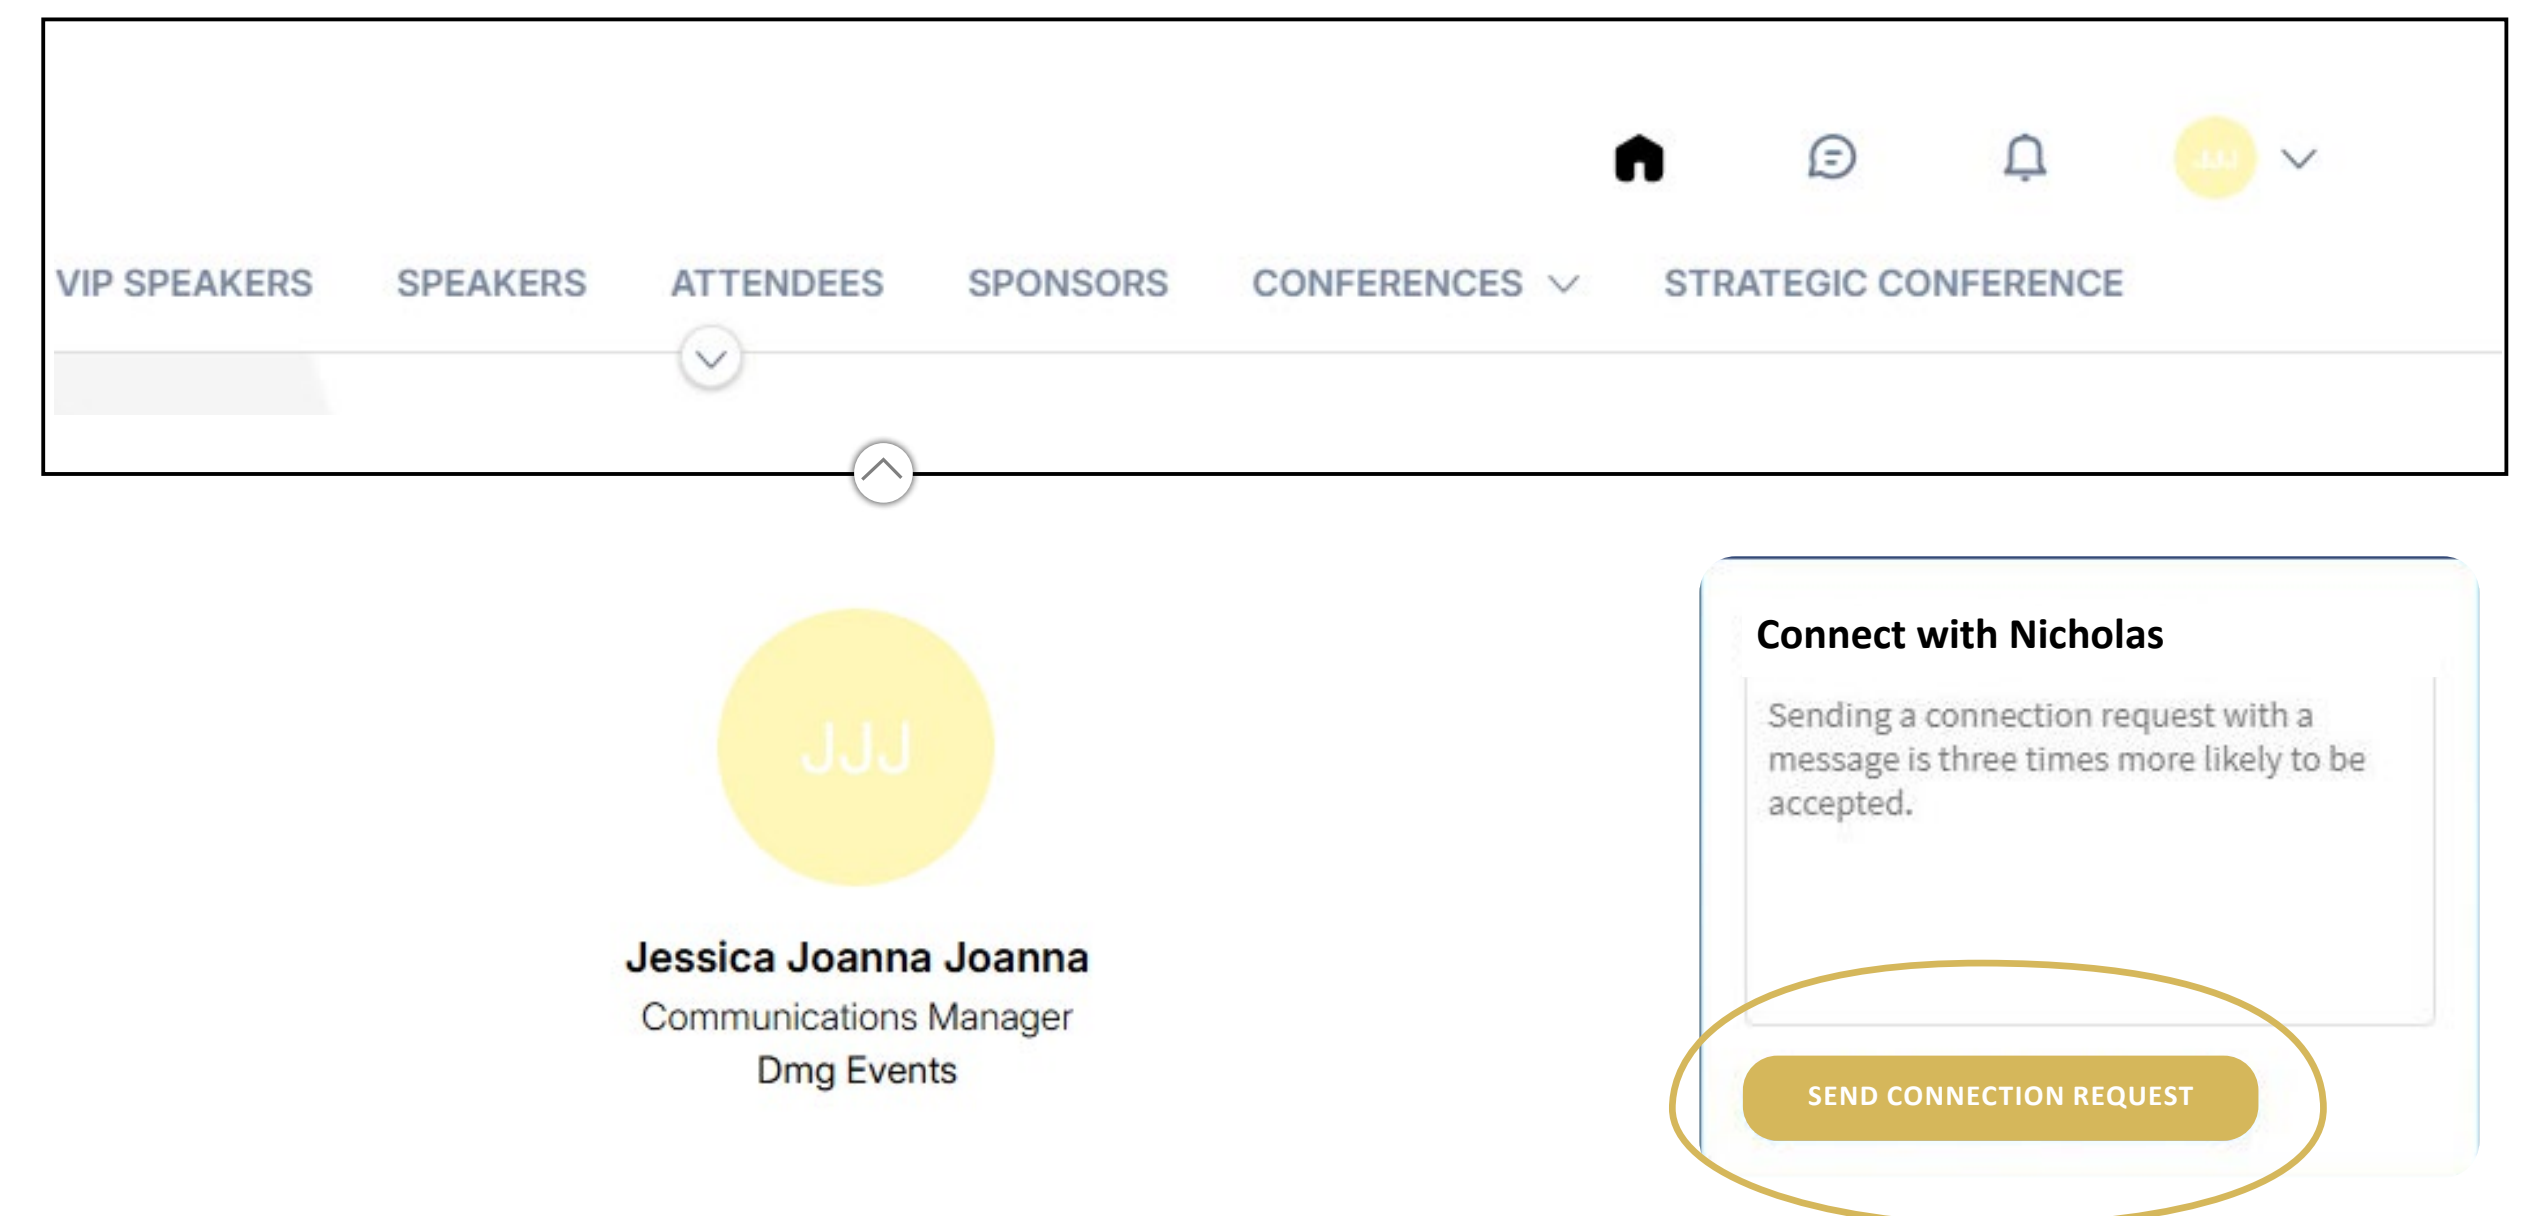 JJJ
VIP SPEAKERS SPEAKERS ATTENDEES SPONSORS CONFERENCES STRATEGIC CONFERENCE
JJJ
Jessica Joanna Joanna
Communications Manager
Dmg Events
Connect with Nicholas
Sending a connection request with a
message is three times more likely to be
accepted.
SEND CONNECTION REQUEST